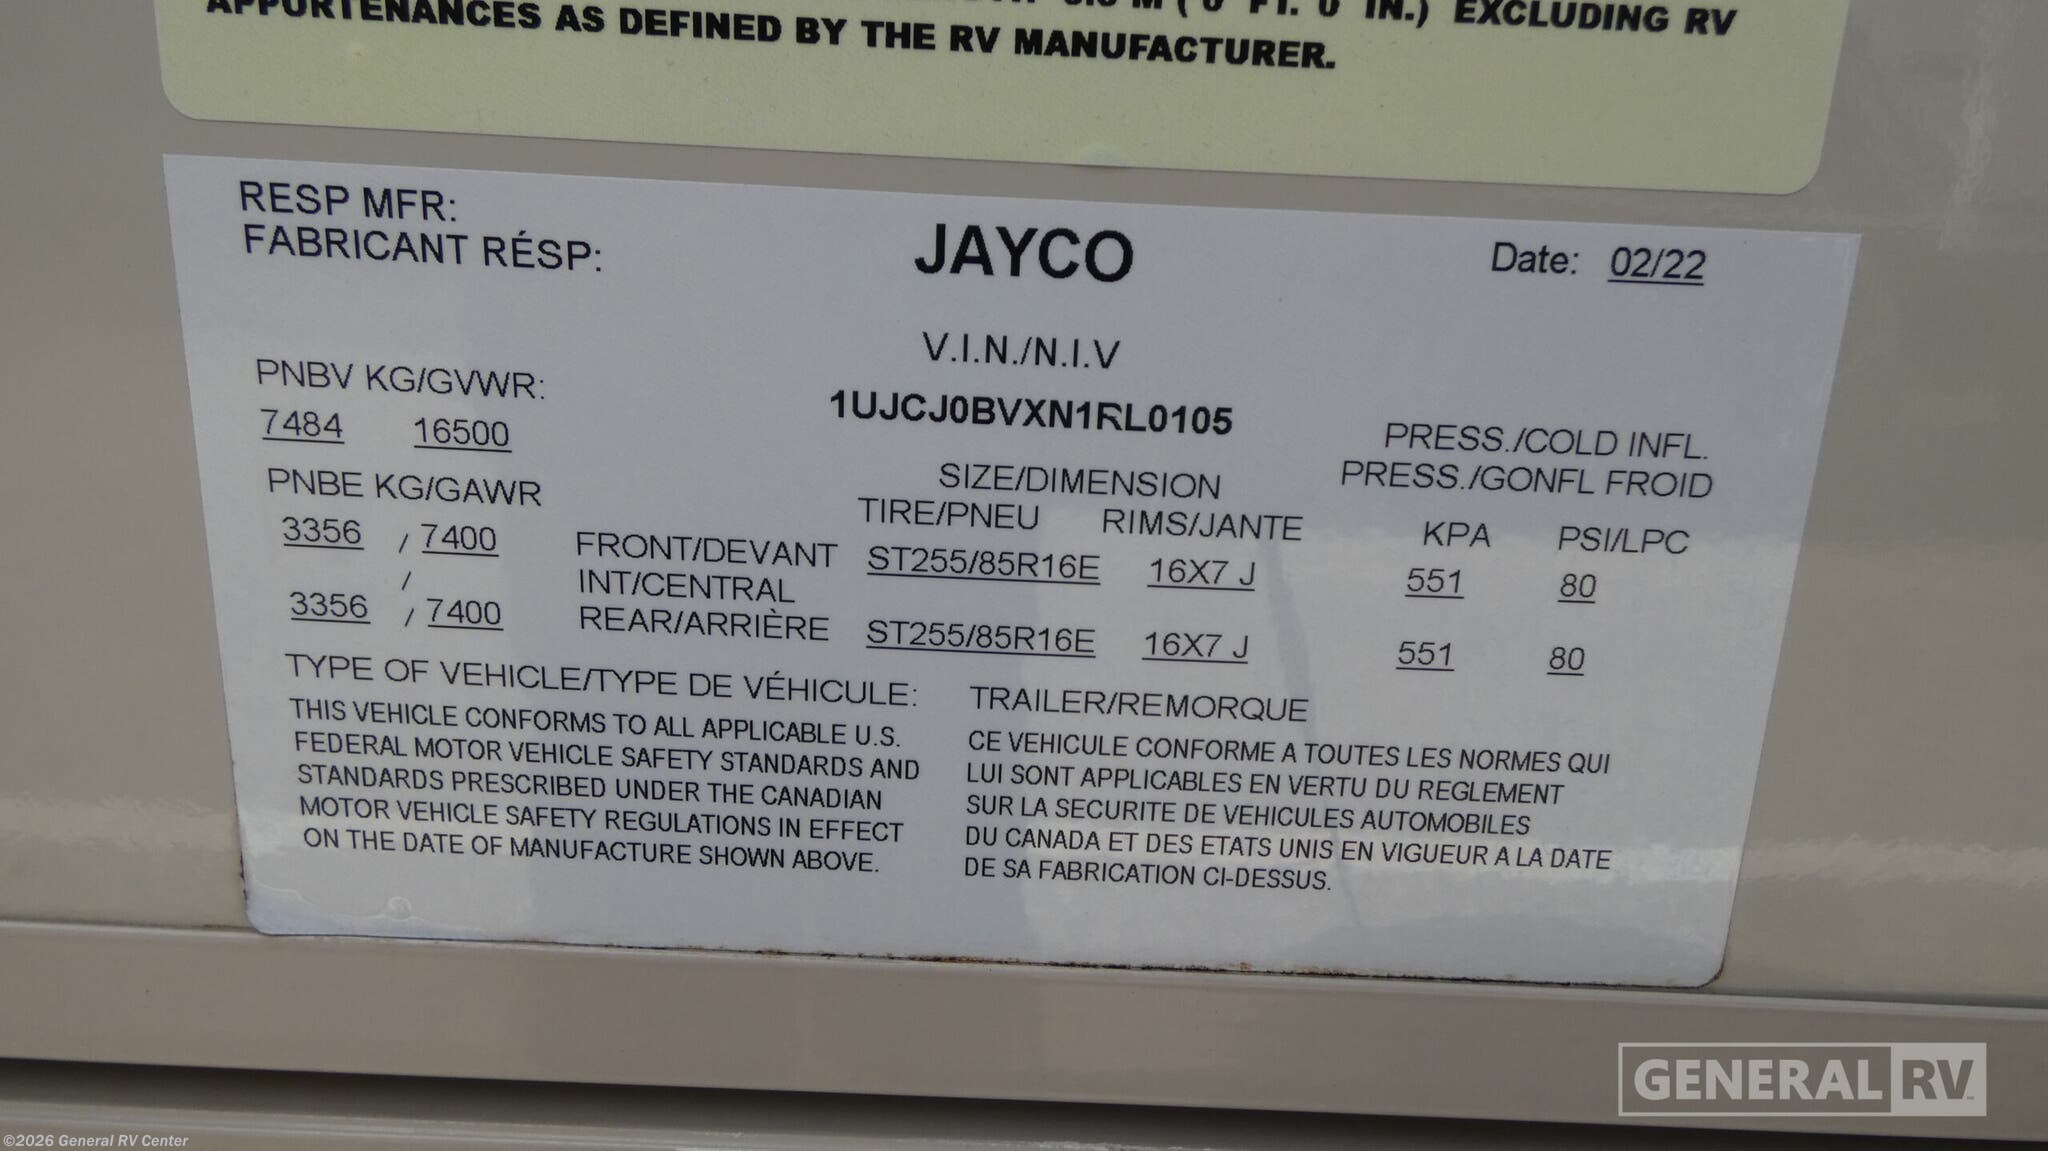 M ( 0 FT. 0 IN.) EXCLUDING RV
APPURTENANCES AS DEFINED BY THE RV MANUFACTURER.
RESP MFR:
FABRICANT RÉSP:
JAYCO
Date: 02/22
V.I.N./N.I.V
1UJCJ0BVXN1RL0105
PNBV KG/GVWR:
7484 16500
PNBE KG/GAWR
SIZE/DIMENSION
TIRE/PNEU RIMS/JANTE
PRESS./COLD INFL.
PRESS./GONFL FROID
KPA PSI/LPC
3356 / 7400 FRONT/DEVANT ST255/85R16E 16X7 J 551 80
/ INT/CENTRAL
3356 / 7400 REAR/ARRIÈRE ST255/85R16E 16X7 J 551 80
TYPE OF VEHICLE/TYPE DE VÉHICULE: TRAILER/REMORQUE
THIS VEHICLE CONFORMS TO ALL APPLICABLE U.S.
FEDERAL MOTOR VEHICLE SAFETY STANDARDS AND
STANDARDS PRESCRIBED UNDER THE CANADIAN
MOTOR VEHICLE SAFETY REGULATIONS IN EFFECT
ON THE DATE OF MANUFACTURE SHOWN ABOVE.
CE VEHICULE CONFORME A TOUTES LES NORMES QUI
LUI SONT APPLICABLES EN VERTU DU REGLEMENT
SUR LA SECURITE DE VEHICULES AUTOMOBILES
DU CANADA ET DES ETATS UNIS EN VIGUEUR A LA DATE
DE SA FABRICATION CI-DESSUS.
GENERAL RV
©2026 General RV Center